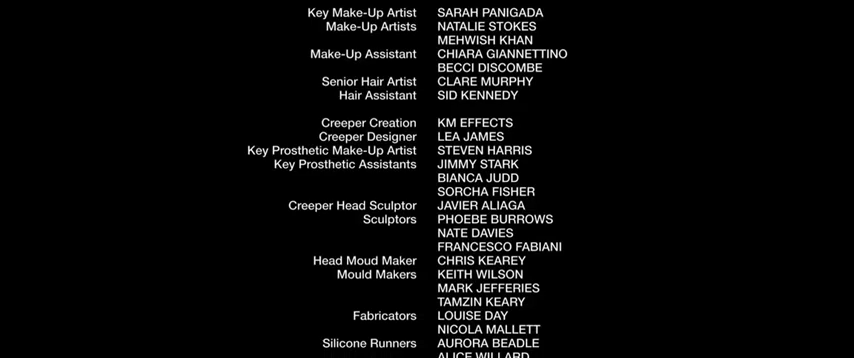 Key Make-Up Artist SARAH PANIGADA
Make-Up Artists NATALIE STOKES
MEHWISH KHAN
Make-Up Assistant CHIARA GIANNETTINO
BECCI DISCOMBE
Senior Hair Artist CLARE MURPHY
Hair Assistant SID KENNEDY
Creeper Creation KM EFFECTS
Creeper Designer LEA JAMES
Key Prosthetic Make-Up Artist STEVEN HARRIS
Key Prosthetic Assistants JIMMY STARK
BIANCA JUDD
SORCHA FISHER
Creeper Head Sculptor JAVIER ALIAGA
Sculptors PHOEBE BURROWS
NATE DAVIES
FRANCESCO FABIANI
Head Moud Maker CHRIS KEAREY
Mould Makers KEITH WILSON
MARK JEFFERIES
TAMZIN KEARY
Fabricators LOUISE DAY
NICOLA MALLETT
Silicone Runners AURORA BEADLE
ALICE WILLARD